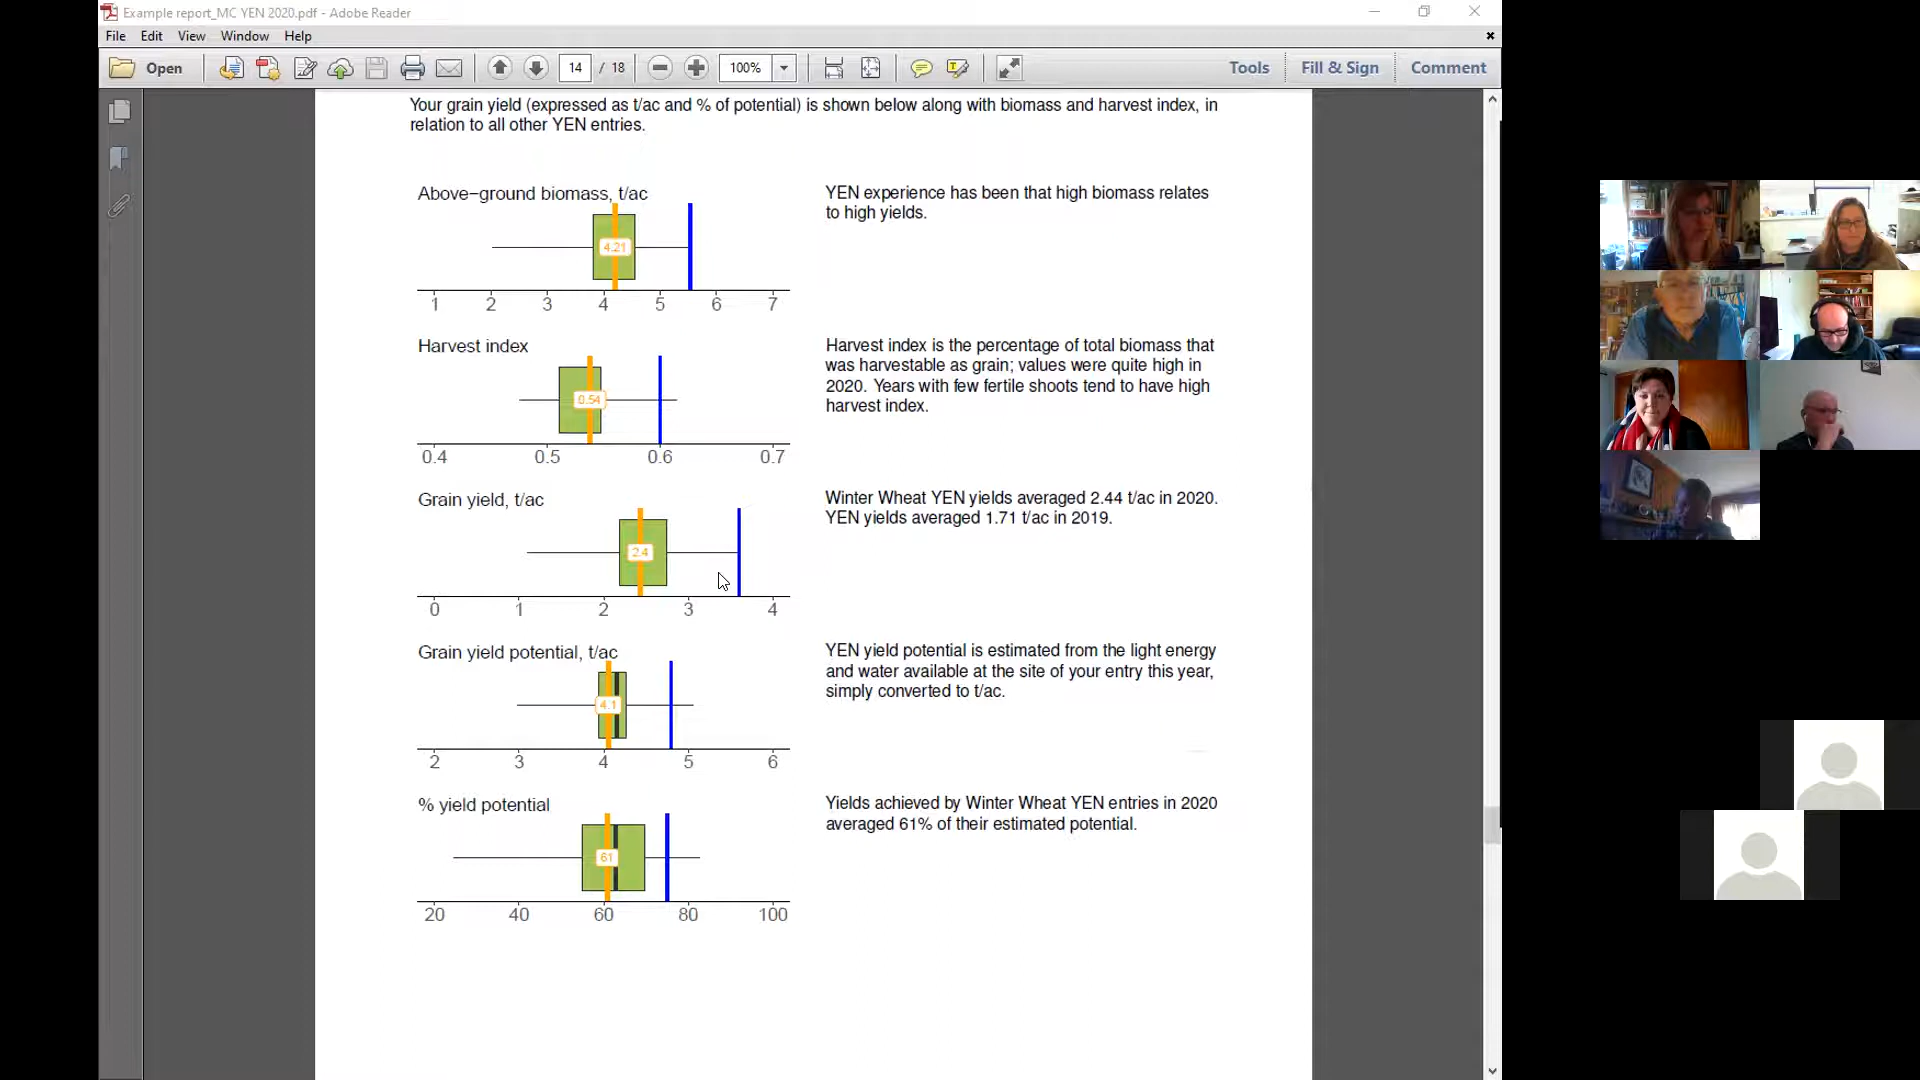 Example report_MC YEN 2020.pdf - Adobe Reader
File Edit View Window Help
Open 14 / 18 100% Tools Fill & Sign Comment
Your grain yield (expressed as t/ac and % of potential) is shown below along with biomass and harvest index, in
relation to all other YEN entries.
Above−ground biomass, t/ac
4.21
1 2 3 4 5 6 7
YEN experience has been that high biomass relates
to high yields.
Harvest index
0.54
0.4 0.5 0.6 0.7
Harvest index is the percentage of total biomass that
was harvestable as grain; values were quite high in
2020. Years with few fertile shoots tend to have high
harvest index.
Grain yield, t/ac
2.4
0 1 2 3 4
Winter Wheat YEN yields averaged 2.44 t/ac in 2020.
YEN yields averaged 1.71 t/ac in 2019.
Grain yield potential, t/ac
4.1
2 3 4 5 6
YEN yield potential is estimated from the light energy
and water available at the site of your entry this year,
simply converted to t/ac.
% yield potential
61
20 40 60 80 100
Yields achieved by Winter Wheat YEN entries in 2020
averaged 61% of their estimated potential.